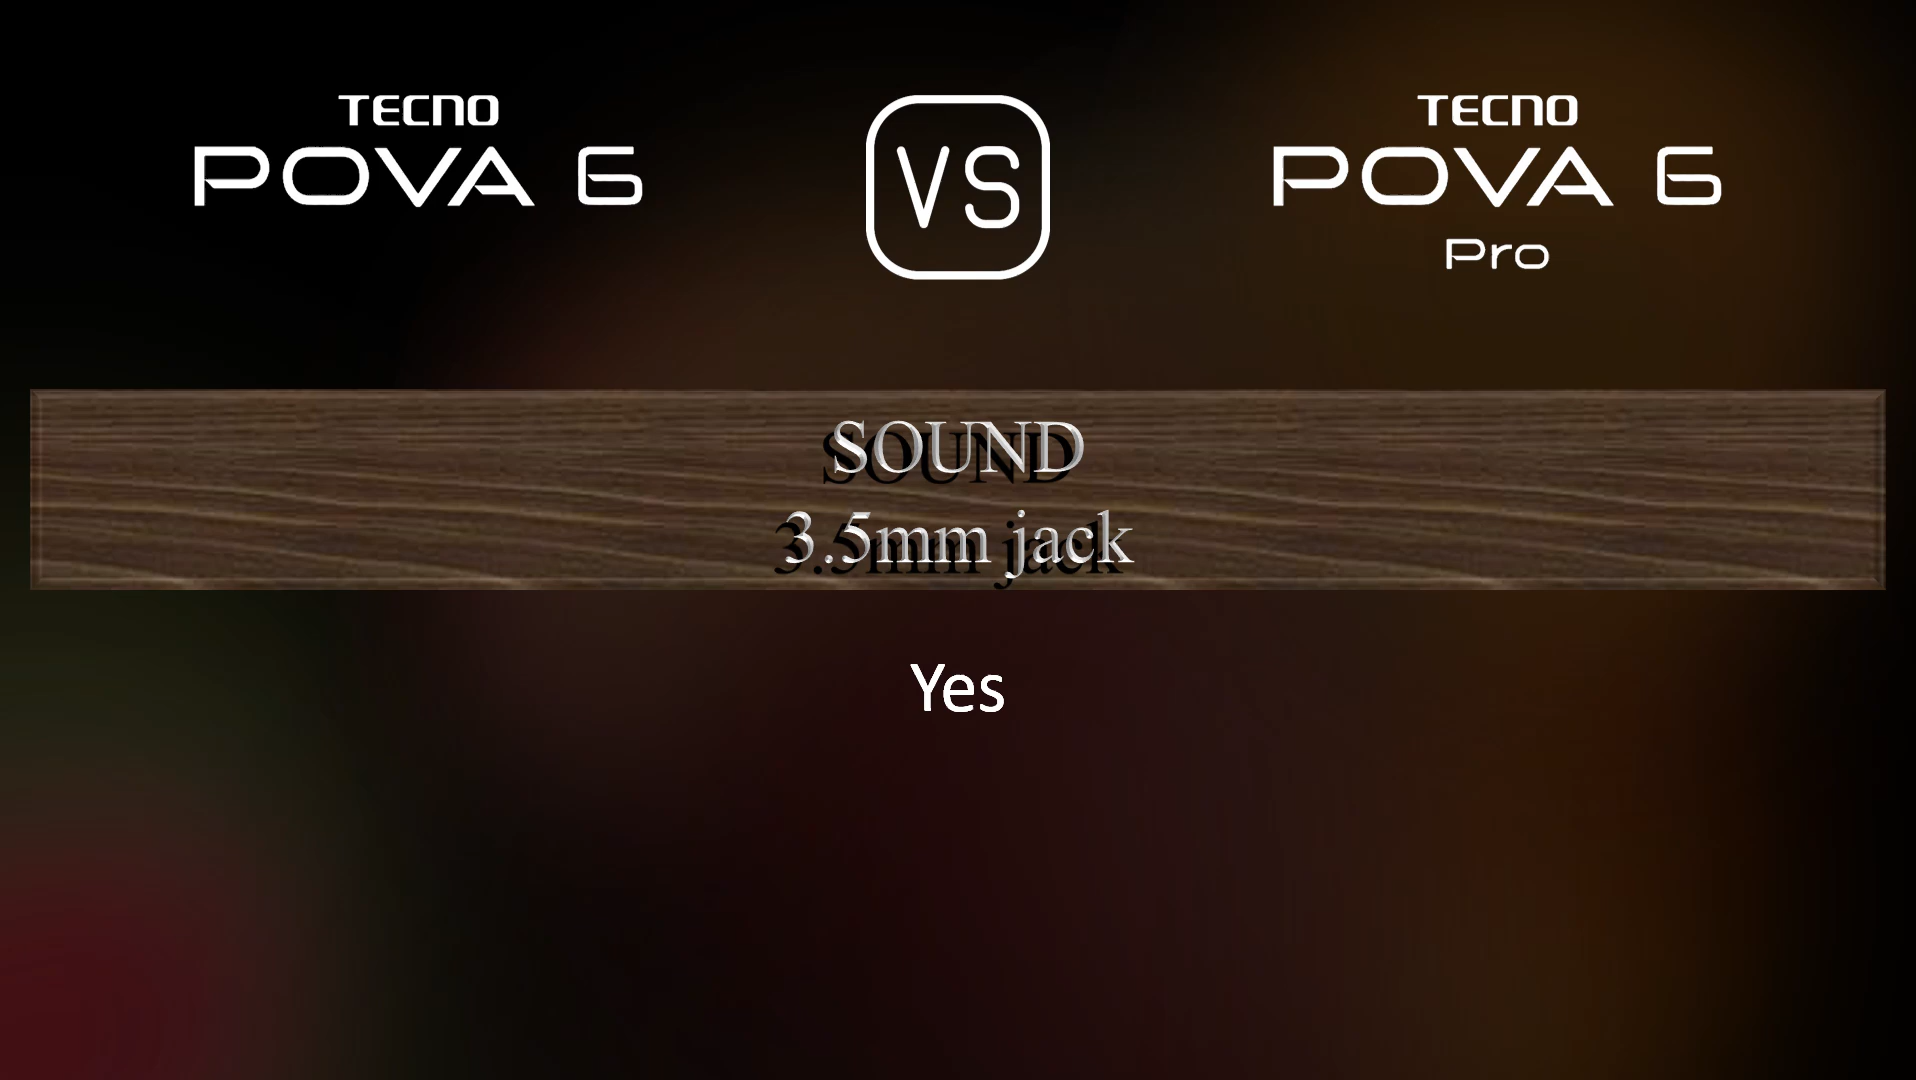 TECNO
POVA 6
VS
TECNO
POVA 6
Pro
SOUND
3.5mm jack
Yes